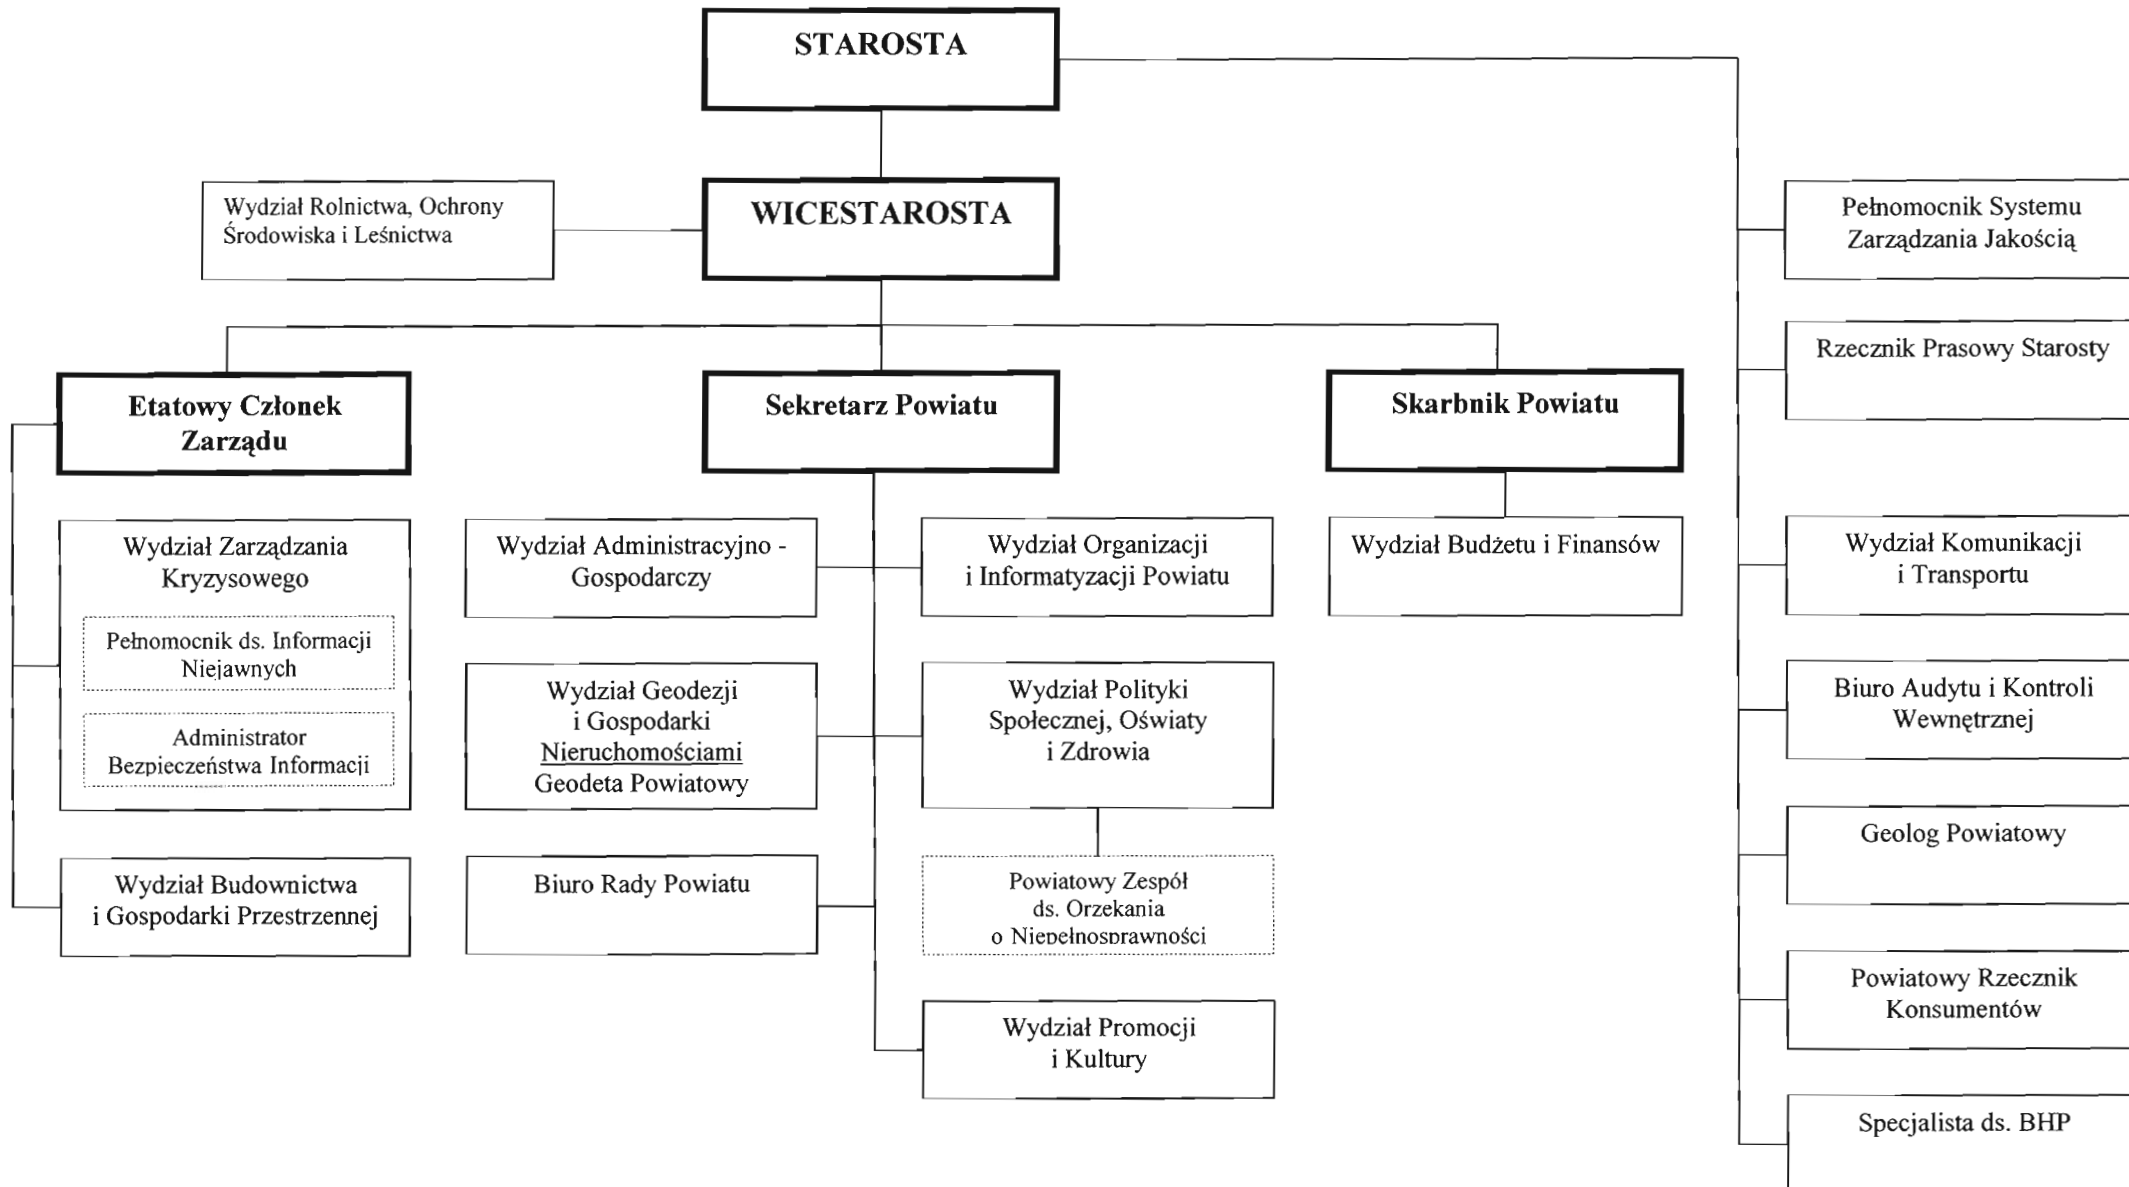 STAROSTA
Wydział Rolnictwa, Ochrony
Środowiska i Leśnictwa
WICESTAROSTA
Pełnomocnik Systemu
Zarządzania Jakością
Rzecznik Prasowy Starosty
Etatowy Członek
Zarządu
Sekretarz Powiatu
Skarbnik Powiatu
Wydział Zarządzania
Kryzysowego
Pełnomocnik ds. Informacji
Niejawnych
Administrator
Bezpieczeństwa Informacji
Wydział Budownictwa
i Gospodarki Przestrzennej
Wydział Administracyjno -
Gospodarczy
Wydział Geodezji
i Gospodarki
Nieruchomościami
Geodeta Powiatowy
Biuro Rady Powiatu
Wydział Organizacji
i Informatyzacji Powiatu
Wydział Polityki
Społecznej, Oświaty
i Zdrowia
Powiatowy Zespół
ds. Orzekania
o Niepełnosprawności
Wydział Promocji
i Kultury
Wydział Budżetu i Finansów
Wydział Komunikacji
i Transportu
Biuro Audytu i Kontroli
Wewnętrznej
Geolog Powiatowy
Powiatowy Rzecznik
Konsumentów
Specjalista ds. BHP